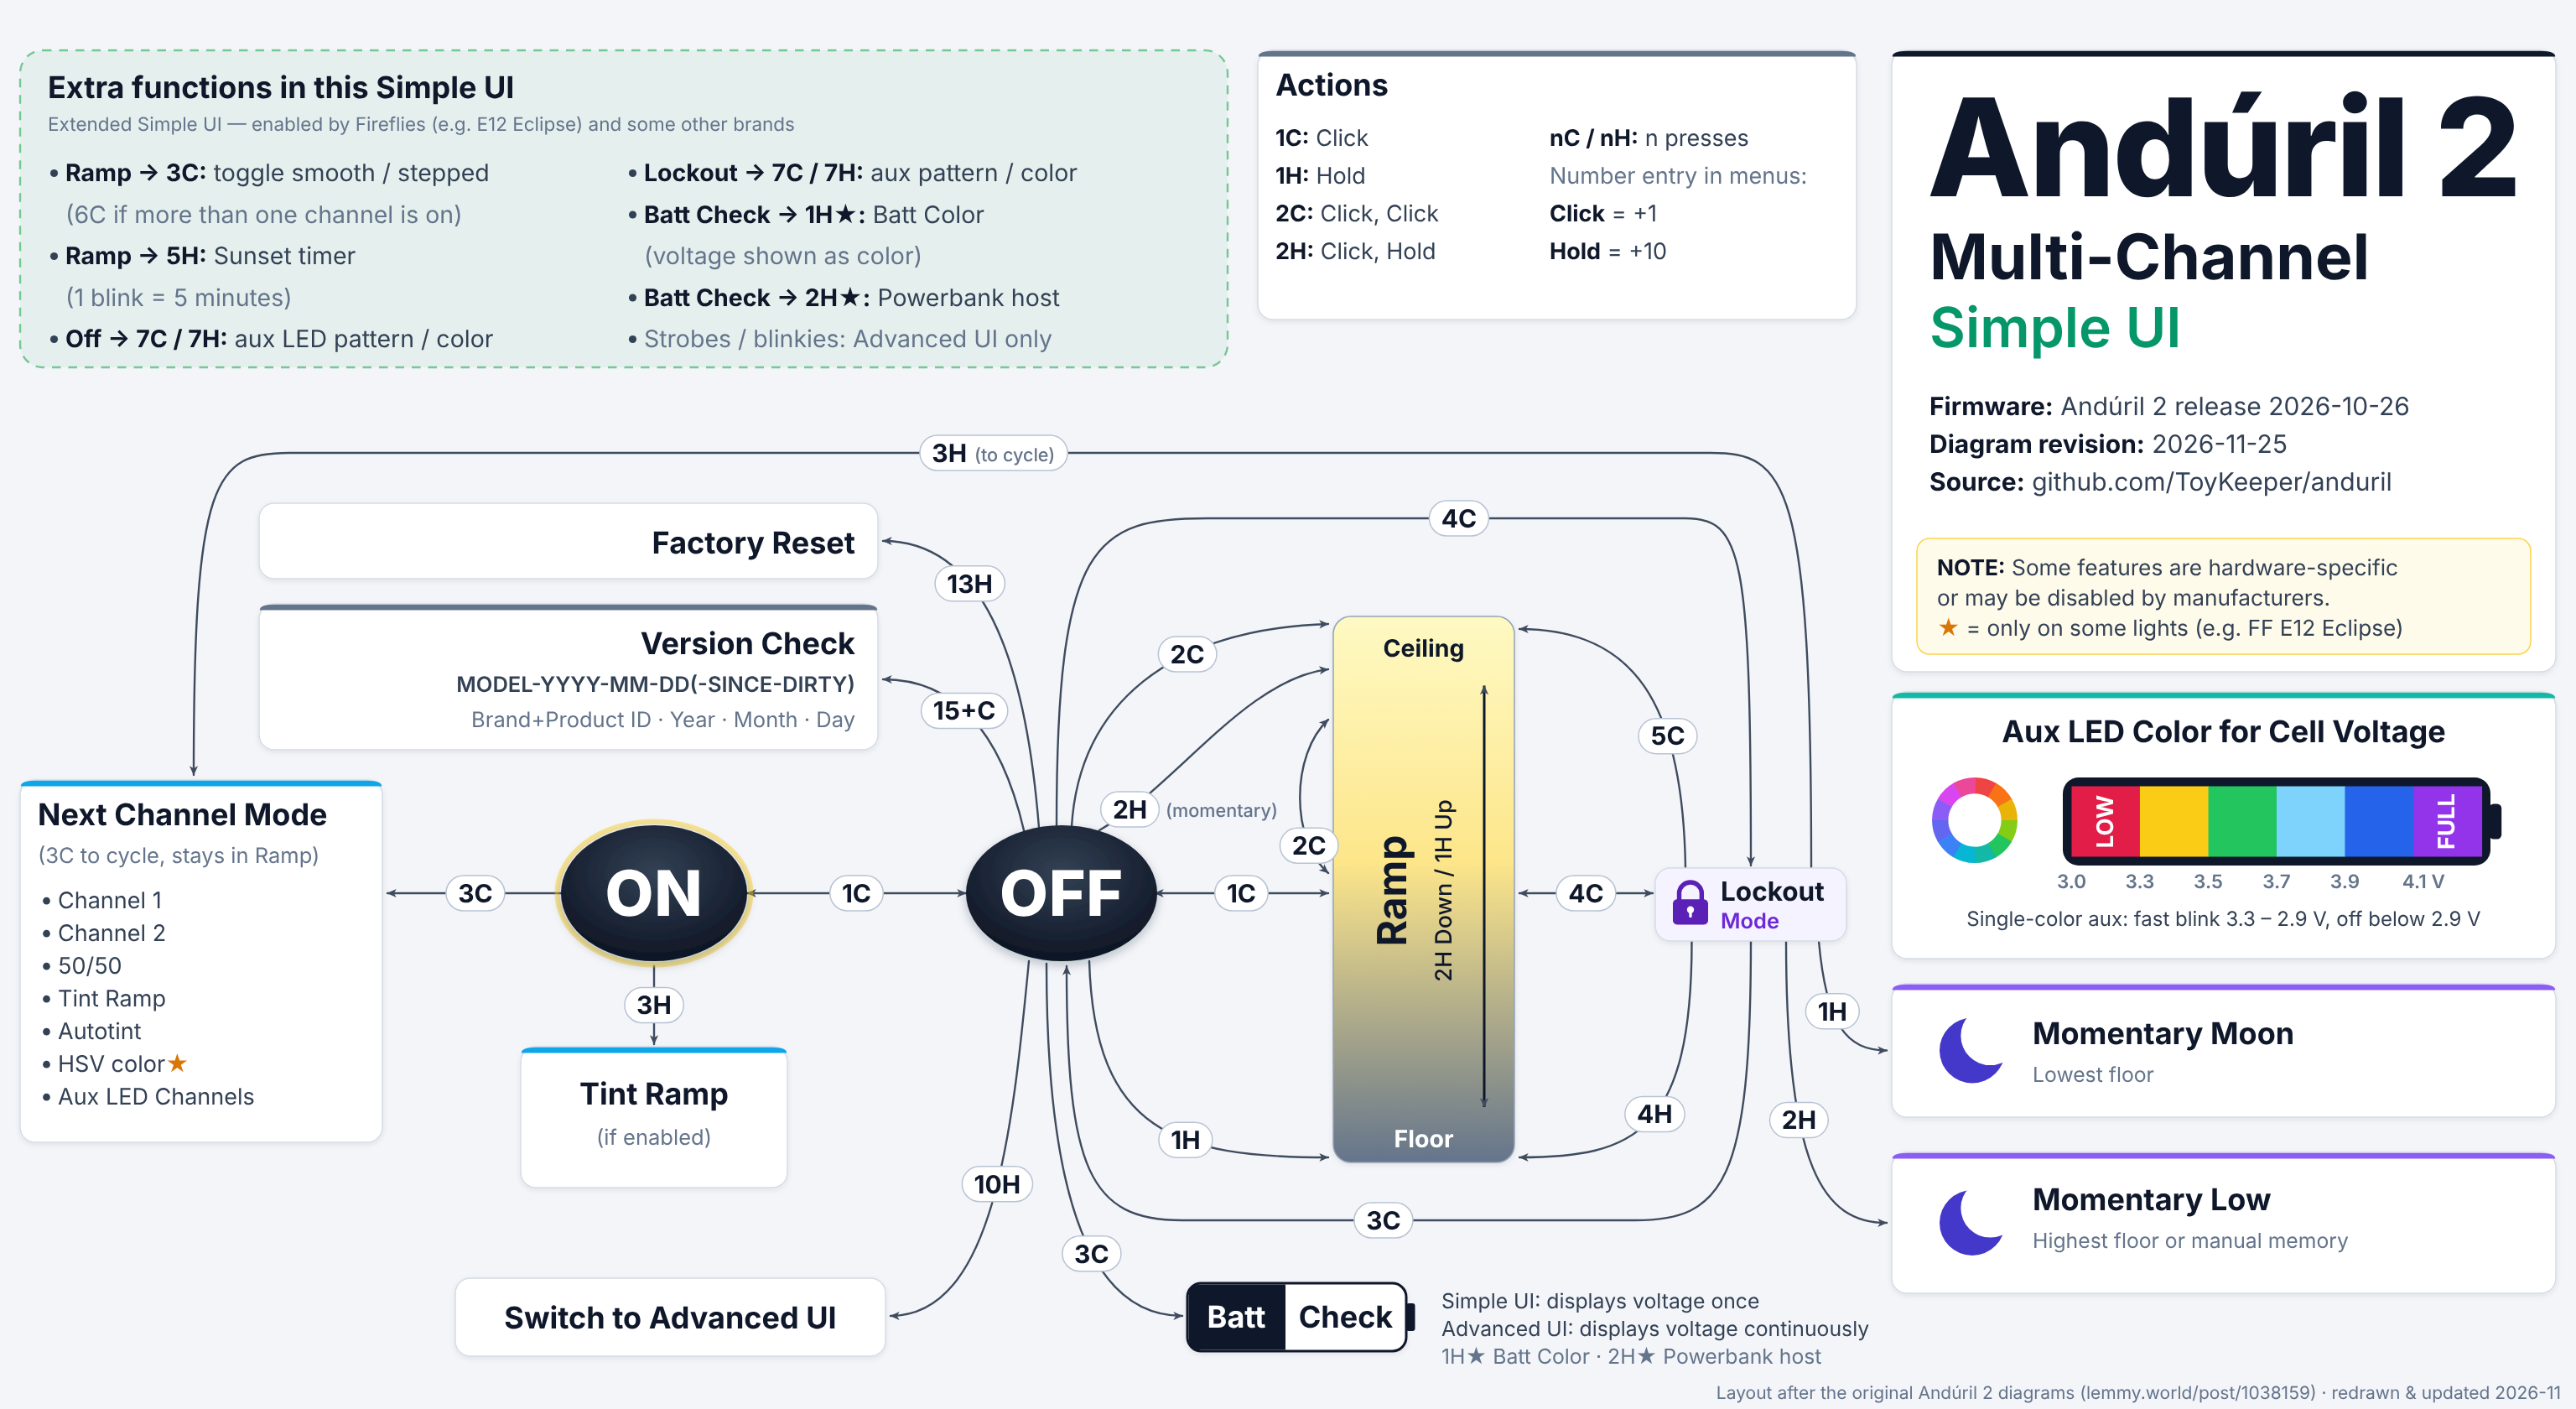 Extra functions in this Simple UI
Extended Simple UI — enabled by Fireflies (e.g. E12 Eclipse) and some other brands
• Ramp → 3C: toggle smooth / stepped
(6C if more than one channel is on)
• Ramp → 5H: Sunset timer
(1 blink = 5 minutes)
• Off → 7C / 7H: aux LED pattern / color
• Lockout → 7C / 7H: aux pattern / color
• Batt Check → 1H★: Batt Color
(voltage shown as color)
• Batt Check → 2H★: Powerbank host
• Strobes / blinkies: Advanced UI only
Actions
1C: Click
1H: Hold
2C: Click, Click
2H: Click, Hold
nC / nH: n presses
Number entry in menus:
Click = +1
Hold = +10
Andúril 2
Multi-Channel
Simple UI
Firmware: Andúril 2 release 2026-10-26
Diagram revision: 2026-11-25
Source: github.com/ToyKeeper/anduril
NOTE: Some features are hardware-specific
or may be disabled by manufacturers.
★ = only on some lights (e.g. FF E12 Eclipse)
3H (to cycle)
4C
Factory Reset
13H
Version Check
MODEL-YYYY-MM-DD(-SINCE-DIRTY)
Brand+Product ID · Year · Month · Day
15+C
2C
2H (momentary)
2C
Ceiling
Ramp
2H Down / 1H Up
Floor
5C
Aux LED Color for Cell Voltage
LOW
FULL
3.0 3.3 3.5 3.7 3.9 4.1 V
Single-color aux: fast blink 3.3 – 2.9 V, off below 2.9 V
Next Channel Mode
(3C to cycle, stays in Ramp)
• Channel 1
• Channel 2
• 50/50
• Tint Ramp
• Autotint
• HSV color★
• Aux LED Channels
3C
ON
1C
OFF
1C
4C
Lockout
Mode
3H
Tint Ramp
(if enabled)
1H
Momentary Moon
Lowest floor
2H
Momentary Low
Highest floor or manual memory
4H
1H
10H
3C
3C
Switch to Advanced UI
Batt Check
Simple UI: displays voltage once
Advanced UI: displays voltage continuously
1H★ Batt Color · 2H★ Powerbank host
Layout after the original Andúril 2 diagrams (lemmy.world/post/1038159) · redrawn & updated 2026-11